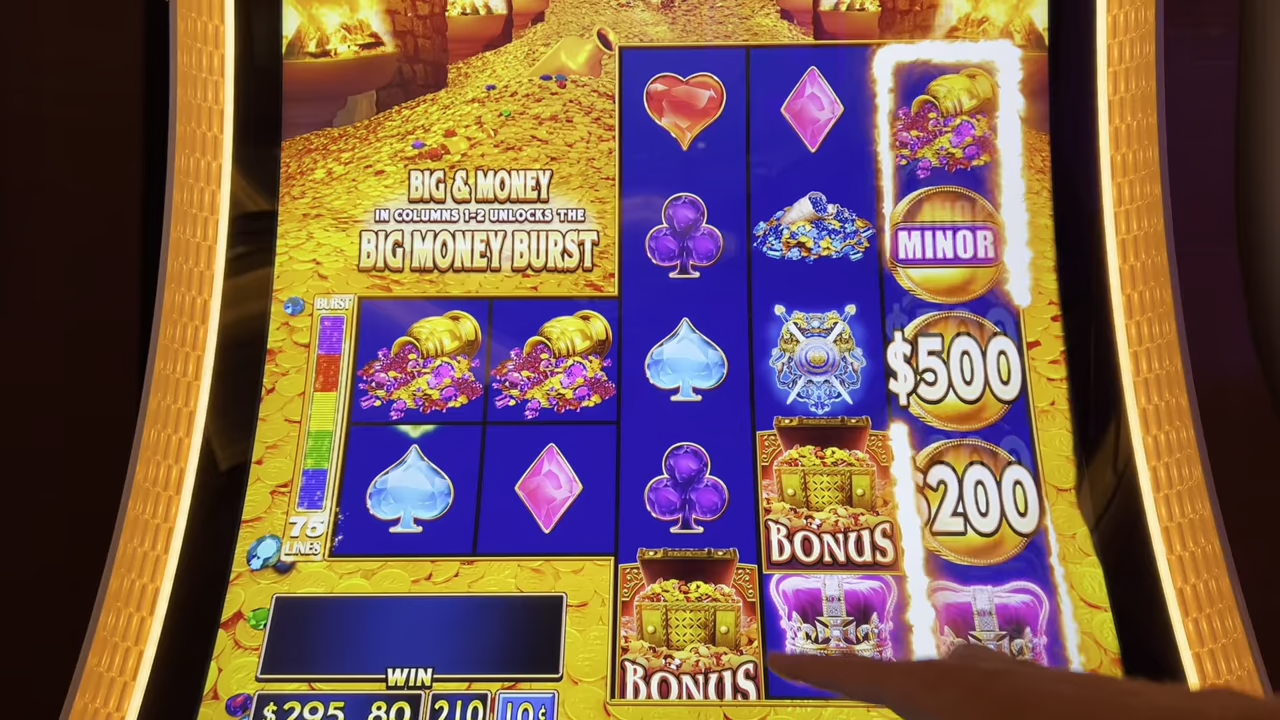 BIG & MONEY
IN COLUMNS 1-2 UNLOCKS THE
BIG MONEY BURST
MINOR
BURST
$500
$200
75
LINES
BONUS
BONUS
WIN
$295.80
210
10¢